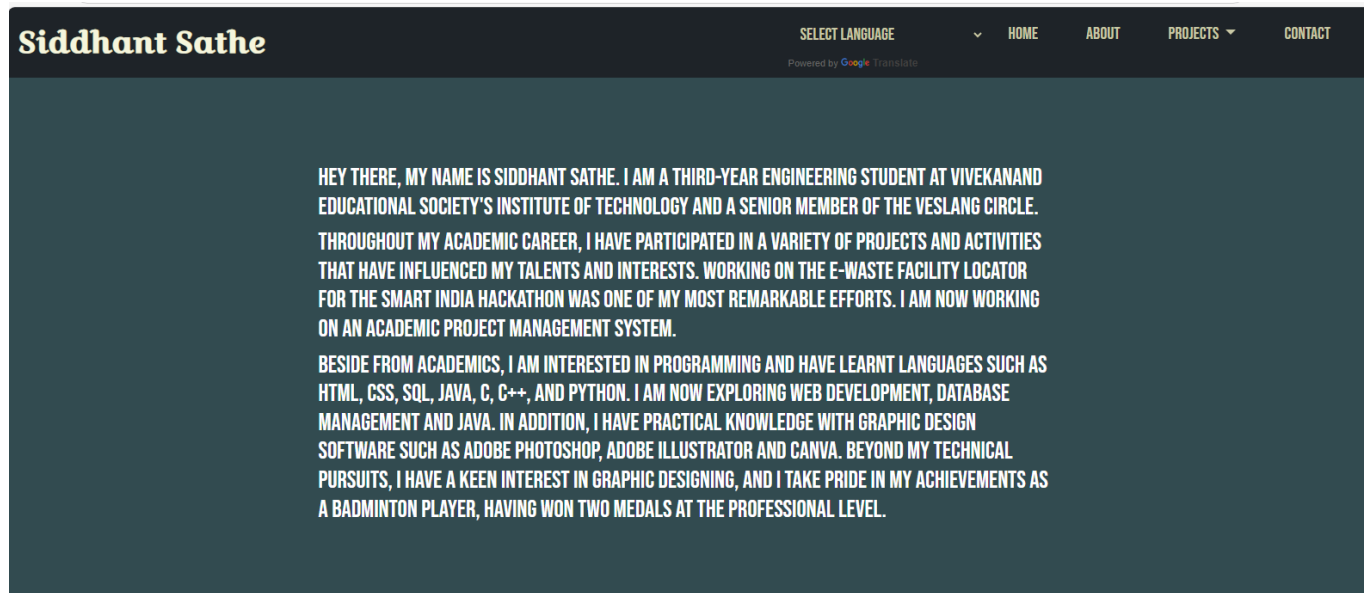 Siddhant Sathe
SELECT LANGUAGE
HOME
ABOUT
PROJECTS
CONTACT
Powered by Google Translate
HEY THERE, MY NAME IS SIDDHANT SATHE. I AM A THIRD-YEAR ENGINEERING STUDENT AT VIVEKANAND
EDUCATIONAL SOCIETY'S INSTITUTE OF TECHNOLOGY AND A SENIOR MEMBER OF THE VESLANG CIRCLE.
THROUGHOUT MY ACADEMIC CAREER, I HAVE PARTICIPATED IN A VARIETY OF PROJECTS AND ACTIVITIES
THAT HAVE INFLUENCED MY TALENTS AND INTERESTS. WORKING ON THE E-WASTE FACILITY LOCATOR
FOR THE SMART INDIA HACKATHON WAS ONE OF MY MOST REMARKABLE EFFORTS. I AM NOW WORKING
ON AN ACADEMIC PROJECT MANAGEMENT SYSTEM.
BESIDE FROM ACADEMICS, I AM INTERESTED IN PROGRAMMING AND HAVE LEARNT LANGUAGES SUCH AS
HTML, CSS, SQL, JAVA, C, C++, AND PYTHON. I AM NOW EXPLORING WEB DEVELOPMENT, DATABASE
MANAGEMENT AND JAVA. IN ADDITION, I HAVE PRACTICAL KNOWLEDGE WITH GRAPHIC DESIGN
SOFTWARE SUCH AS ADOBE PHOTOSHOP, ADOBE ILLUSTRATOR AND CANVA. BEYOND MY TECHNICAL
PURSUITS, I HAVE A KEEN INTEREST IN GRAPHIC DESIGNING, AND I TAKE PRIDE IN MY ACHIEVEMENTS AS
A BADMINTON PLAYER, HAVING WON TWO MEDALS AT THE PROFESSIONAL LEVEL.